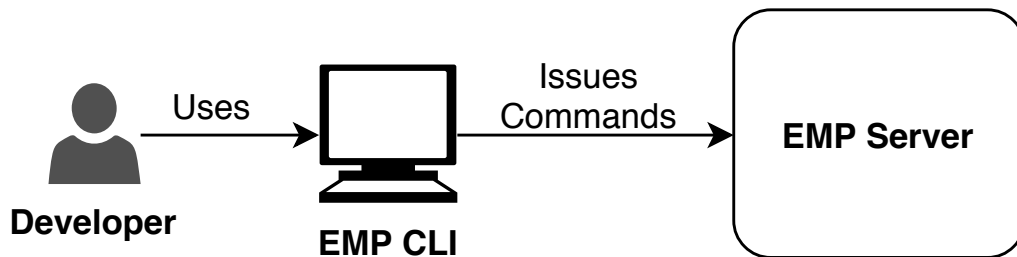 Uses
Issues
Commands
EMP Server
Developer
EMP CLI